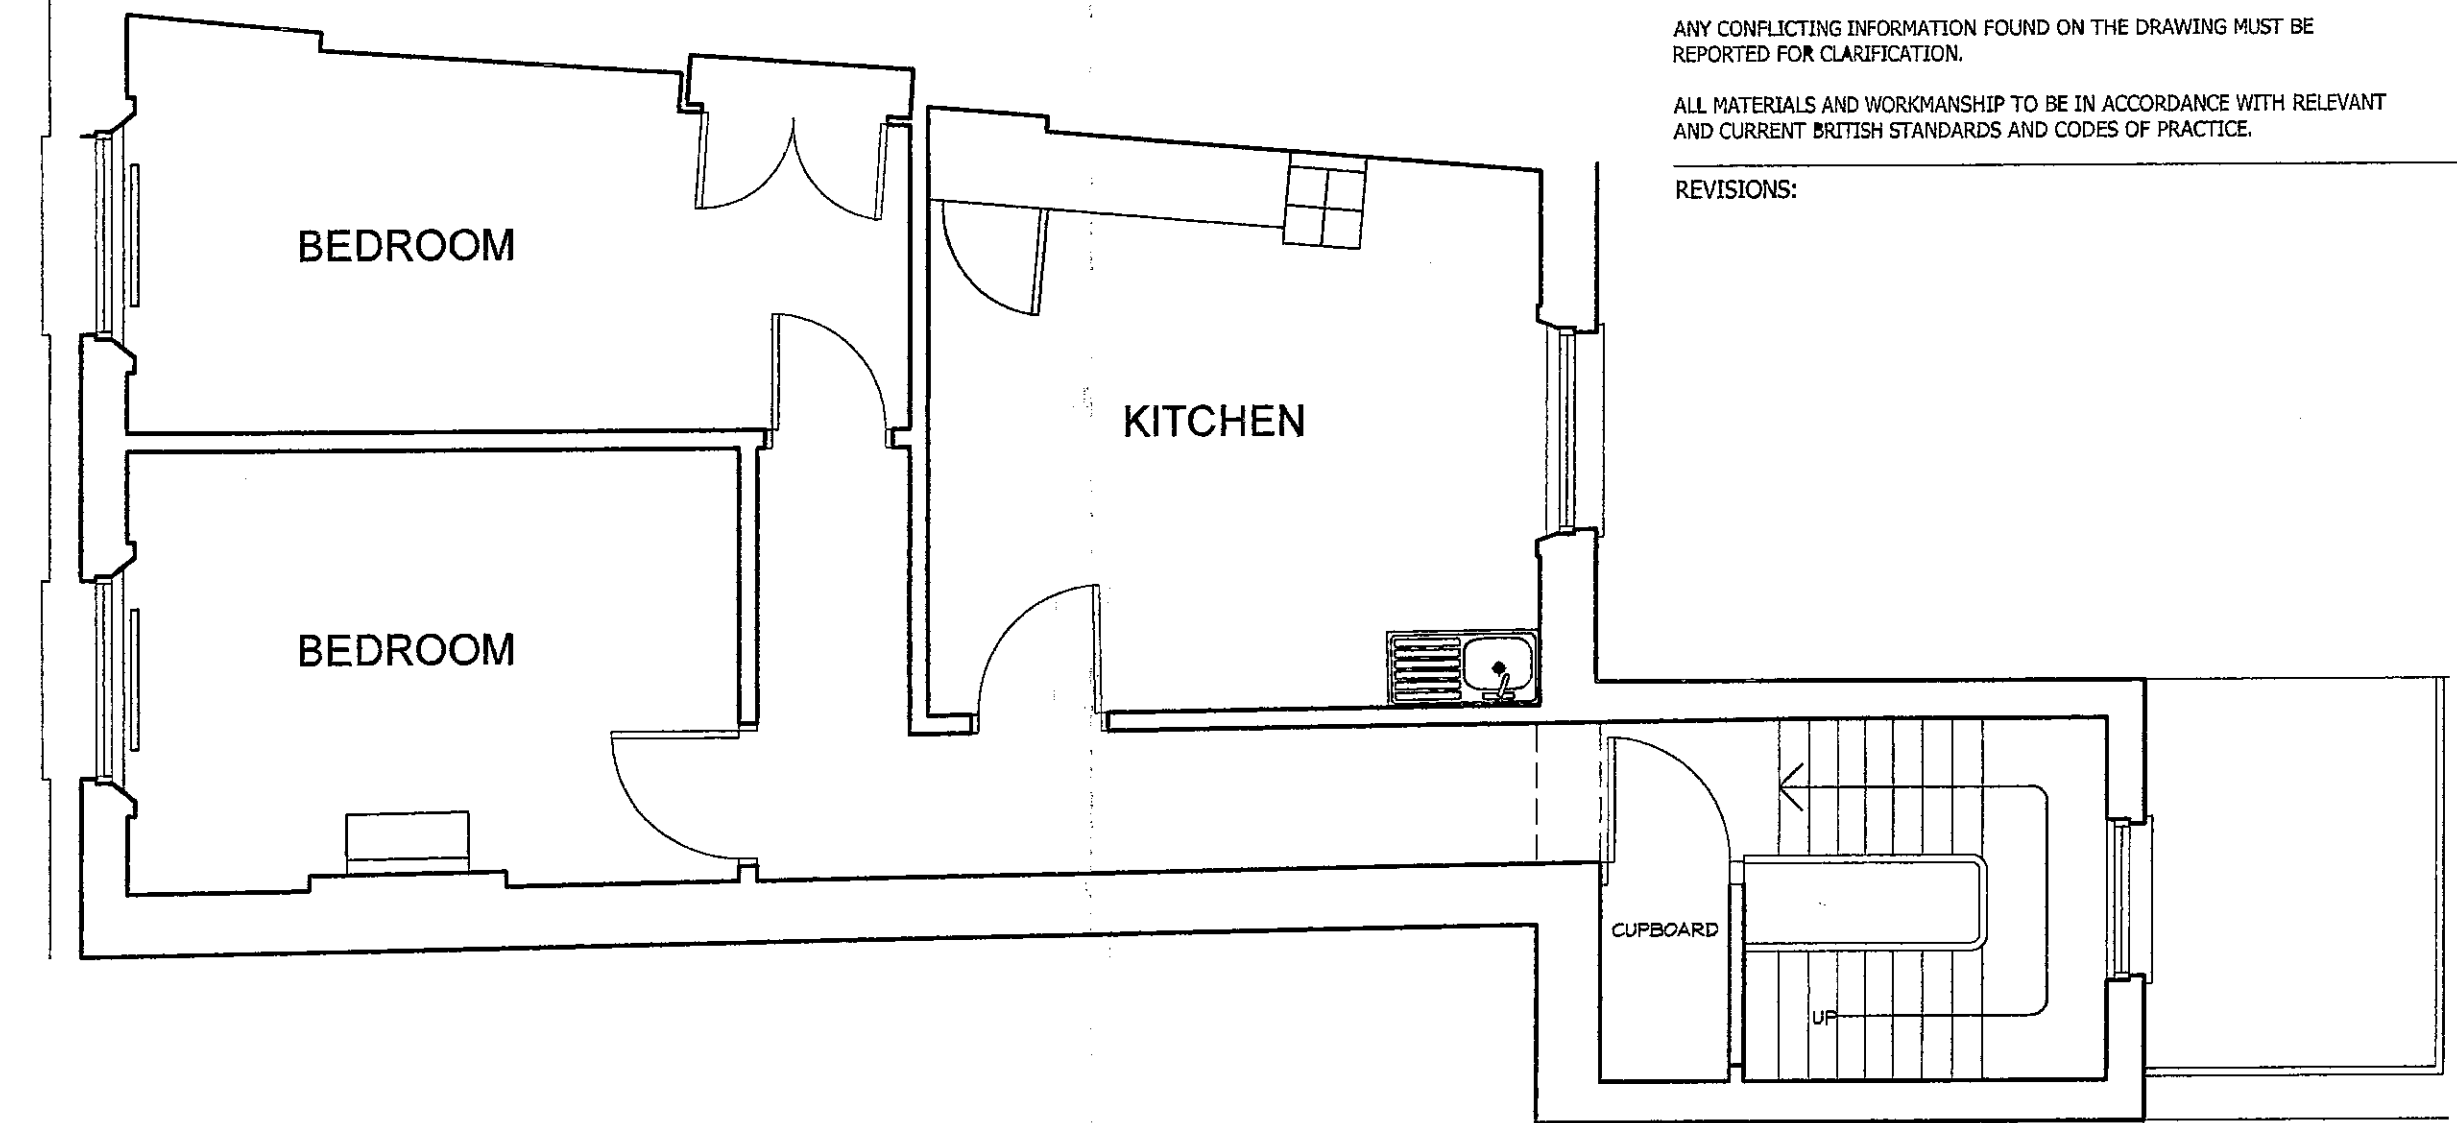 ANY CONFLICTING INFORMATION FOUND ON THE DRAWING MUST BE
REPORTED FOR CLARIFICATION.
ALL MATERIALS AND WORKMANSHIP TO BE IN ACCORDANCE WITH RELEVANT
AND CURRENT BRITISH STANDARDS AND CODES OF PRACTICE.
REVISIONS:
BEDROOM
KITCHEN
BEDROOM
CUPBOARD
UP